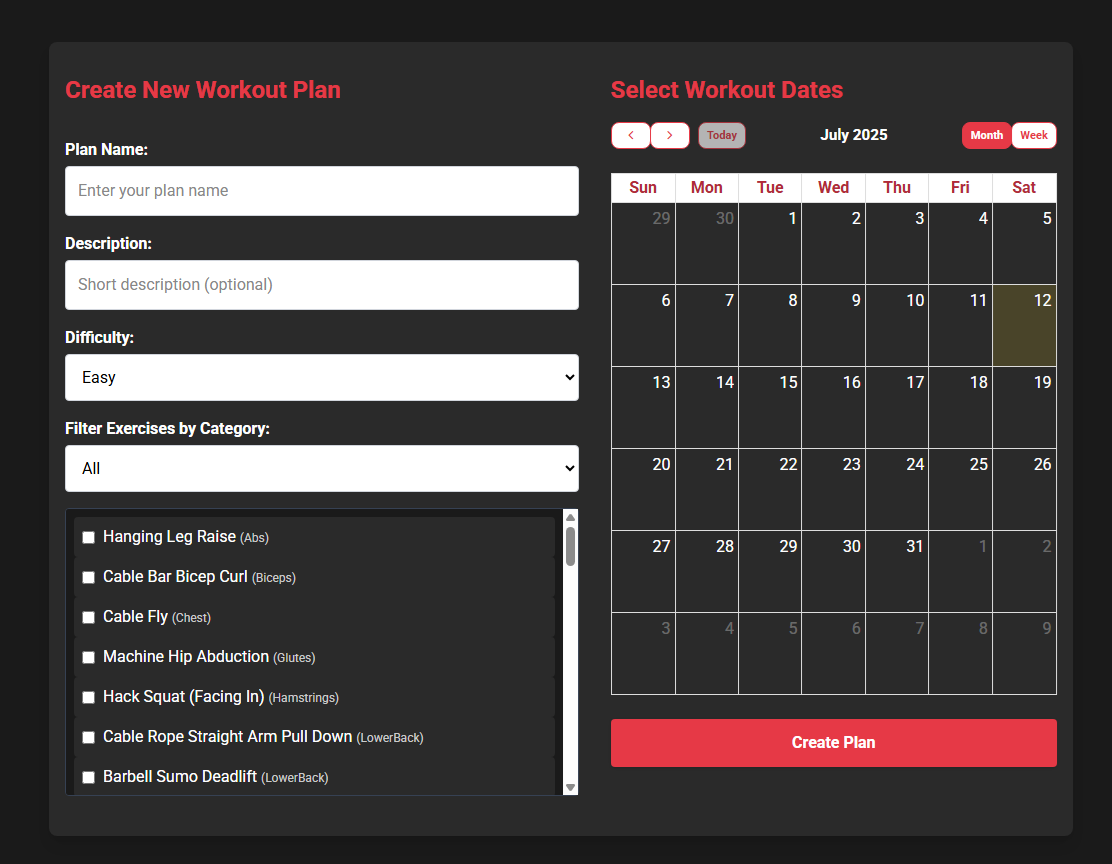 Create New Workout Plan
Plan Name:
Enter your plan name
Description:
Short description (optional)
Difficulty:
Easy
Filter Exercises by Category:
All
Hanging Leg Raise (Abs)
Cable Bar Bicep Curl (Biceps)
Cable Fly (Chest)
Machine Hip Abduction (Glutes)
Hack Squat (Facing In) (Hamstrings)
Cable Rope Straight Arm Pull Down (LowerBack)
Barbell Sumo Deadlift (LowerBack)
Select Workout Dates
Today July 2025 Month Week
Sun Mon Tue Wed Thu Fri Sat
29 30 1 2 3 4 5
6 7 8 9 10 11 12
13 14 15 16 17 18 19
20 21 22 23 24 25 26
27 28 29 30 31 1 2
3 4 5 6 7 8 9
Create Plan